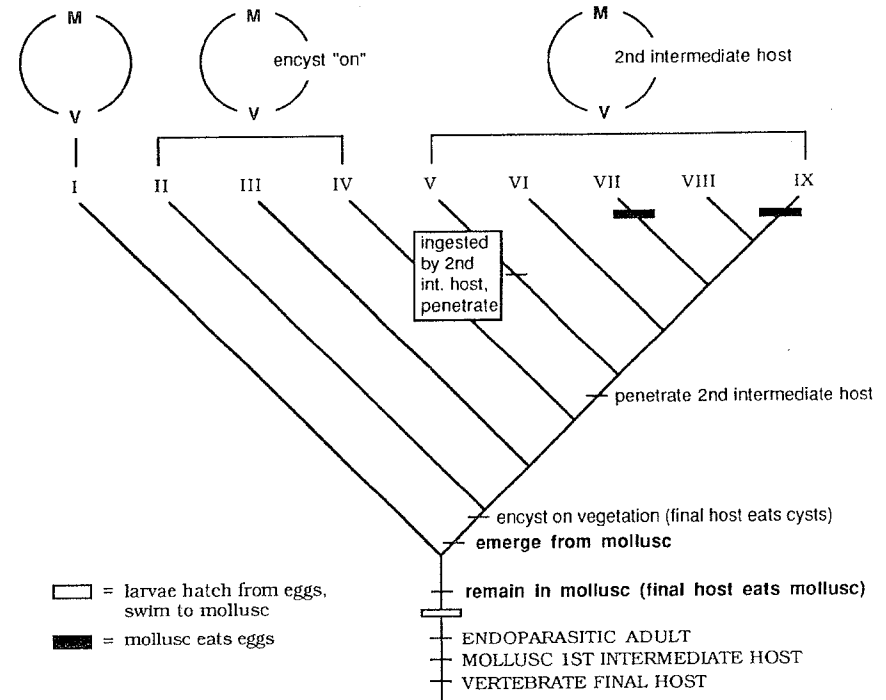 M
M
M
encyst "on"
2nd intermediate host
V
V
V
I
II
III
IV
V
VI
VII
VIII
IX
ingested
by 2nd
int. host,
penetrate
penetrate 2nd intermediate host
encyst on vegetation (final host eats cysts)
emerge from mollusc
remain in mollusc (final host eats mollusc)
= larvae hatch from eggs,
swim to mollusc
= mollusc eats eggs
ENDOPARASITIC ADULT
MOLLUSC 1ST INTERMEDIATE HOST
VERTEBRATE FINAL HOST